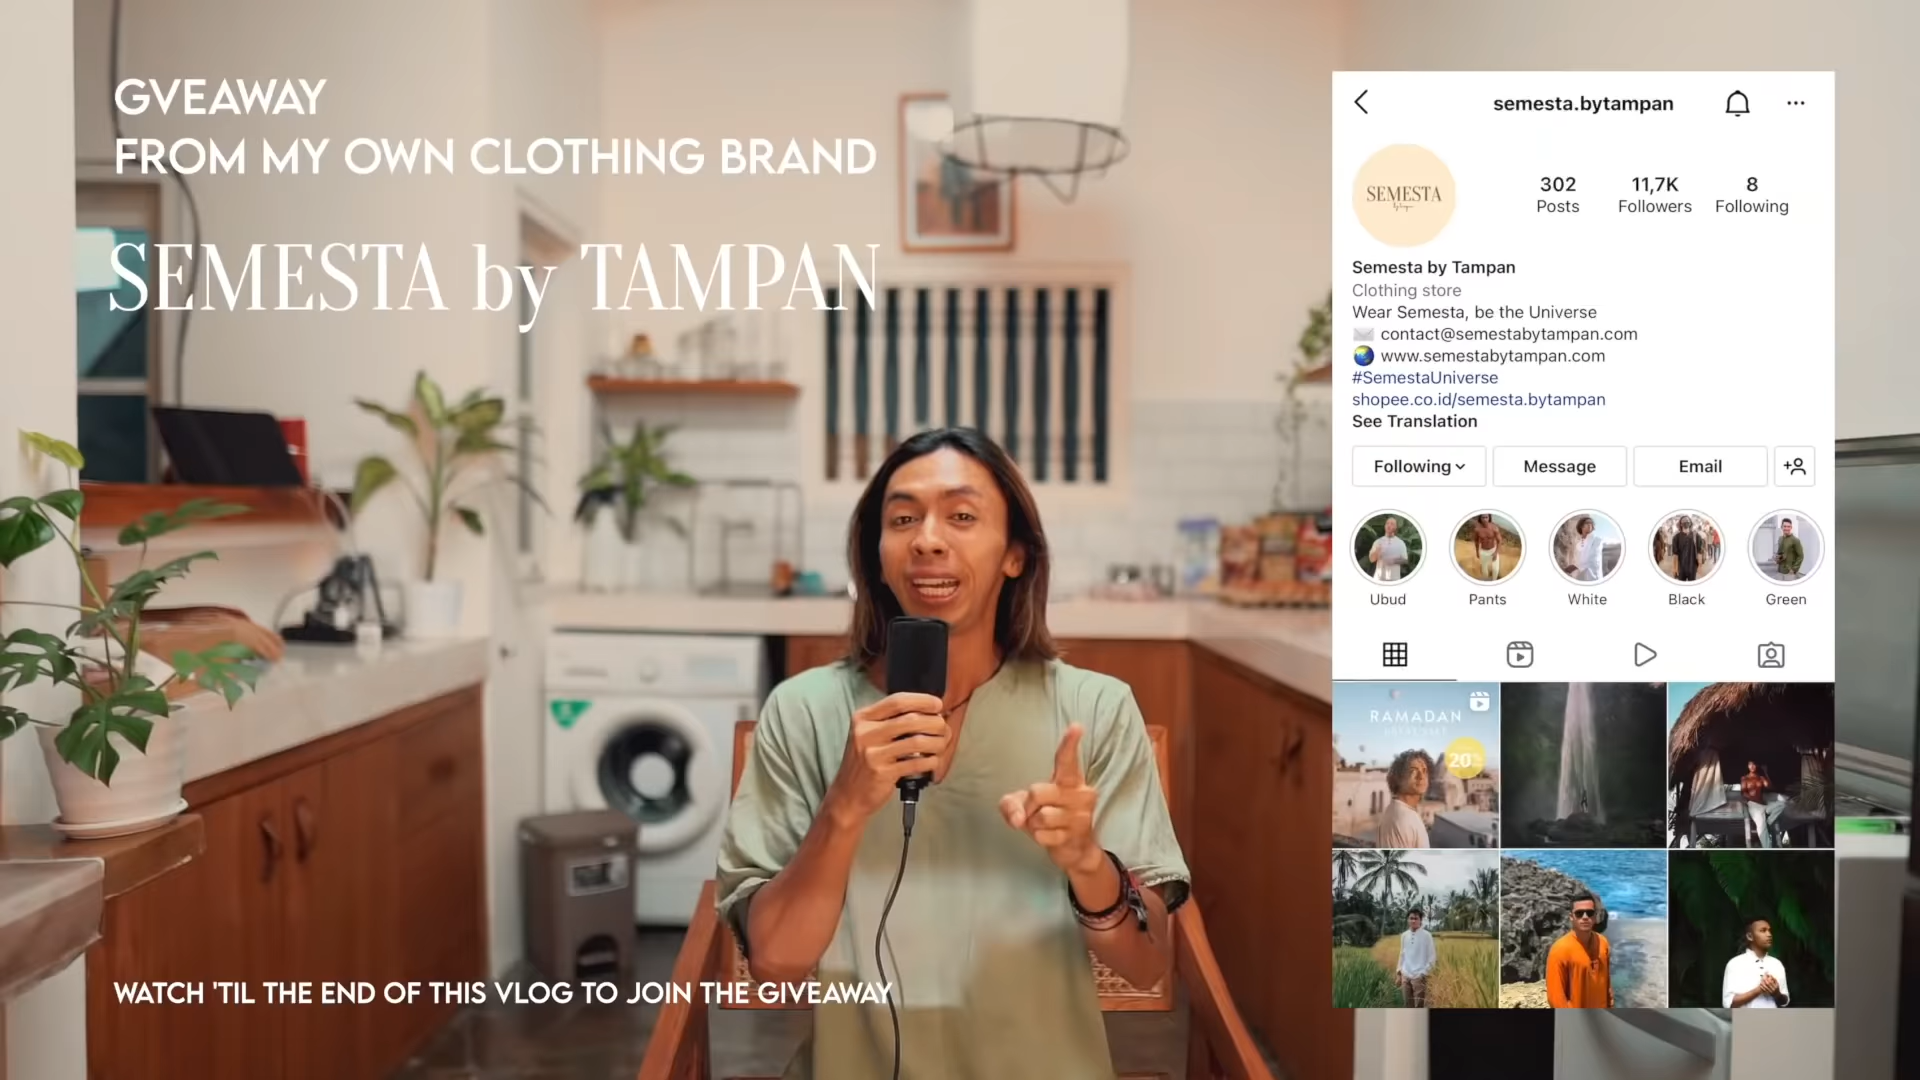 GVEAWAY
FROM MY OWN CLOTHING BRAND
SEMESTA by TAMPAN
WATCH 'TIL THE END OF THIS VLOG TO JOIN THE GIVEAWAY
semesta.bytampan
SEMESTA
302 11,7K 8
Posts Followers Following
Semesta by Tampan
Clothing store
Wear Semesta, be the Universe
contact@semestabytampan.com
www.semestabytampan.com
#SemestaUniverse
shopee.co.id/semesta.bytampan
See Translation
Following Message Email
Ubud Pants White Black Green
RAMADAN
20%